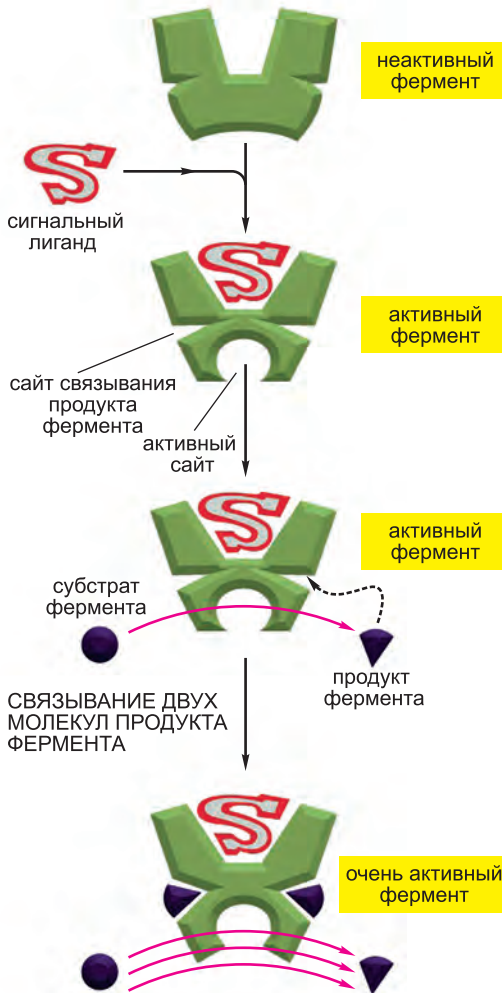 неактивный
фермент
S
сигнальный
лиганд
S
активный
фермент
сайт связывания
продукта
фермента
активный
сайт
S
активный
фермент
субстрат
фермента
продукт
фермента
СВЯЗЫВАНИЕ ДВУХ
МОЛЕКУЛ ПРОДУКТА
ФЕРМЕНТА
S
очень активный
фермент